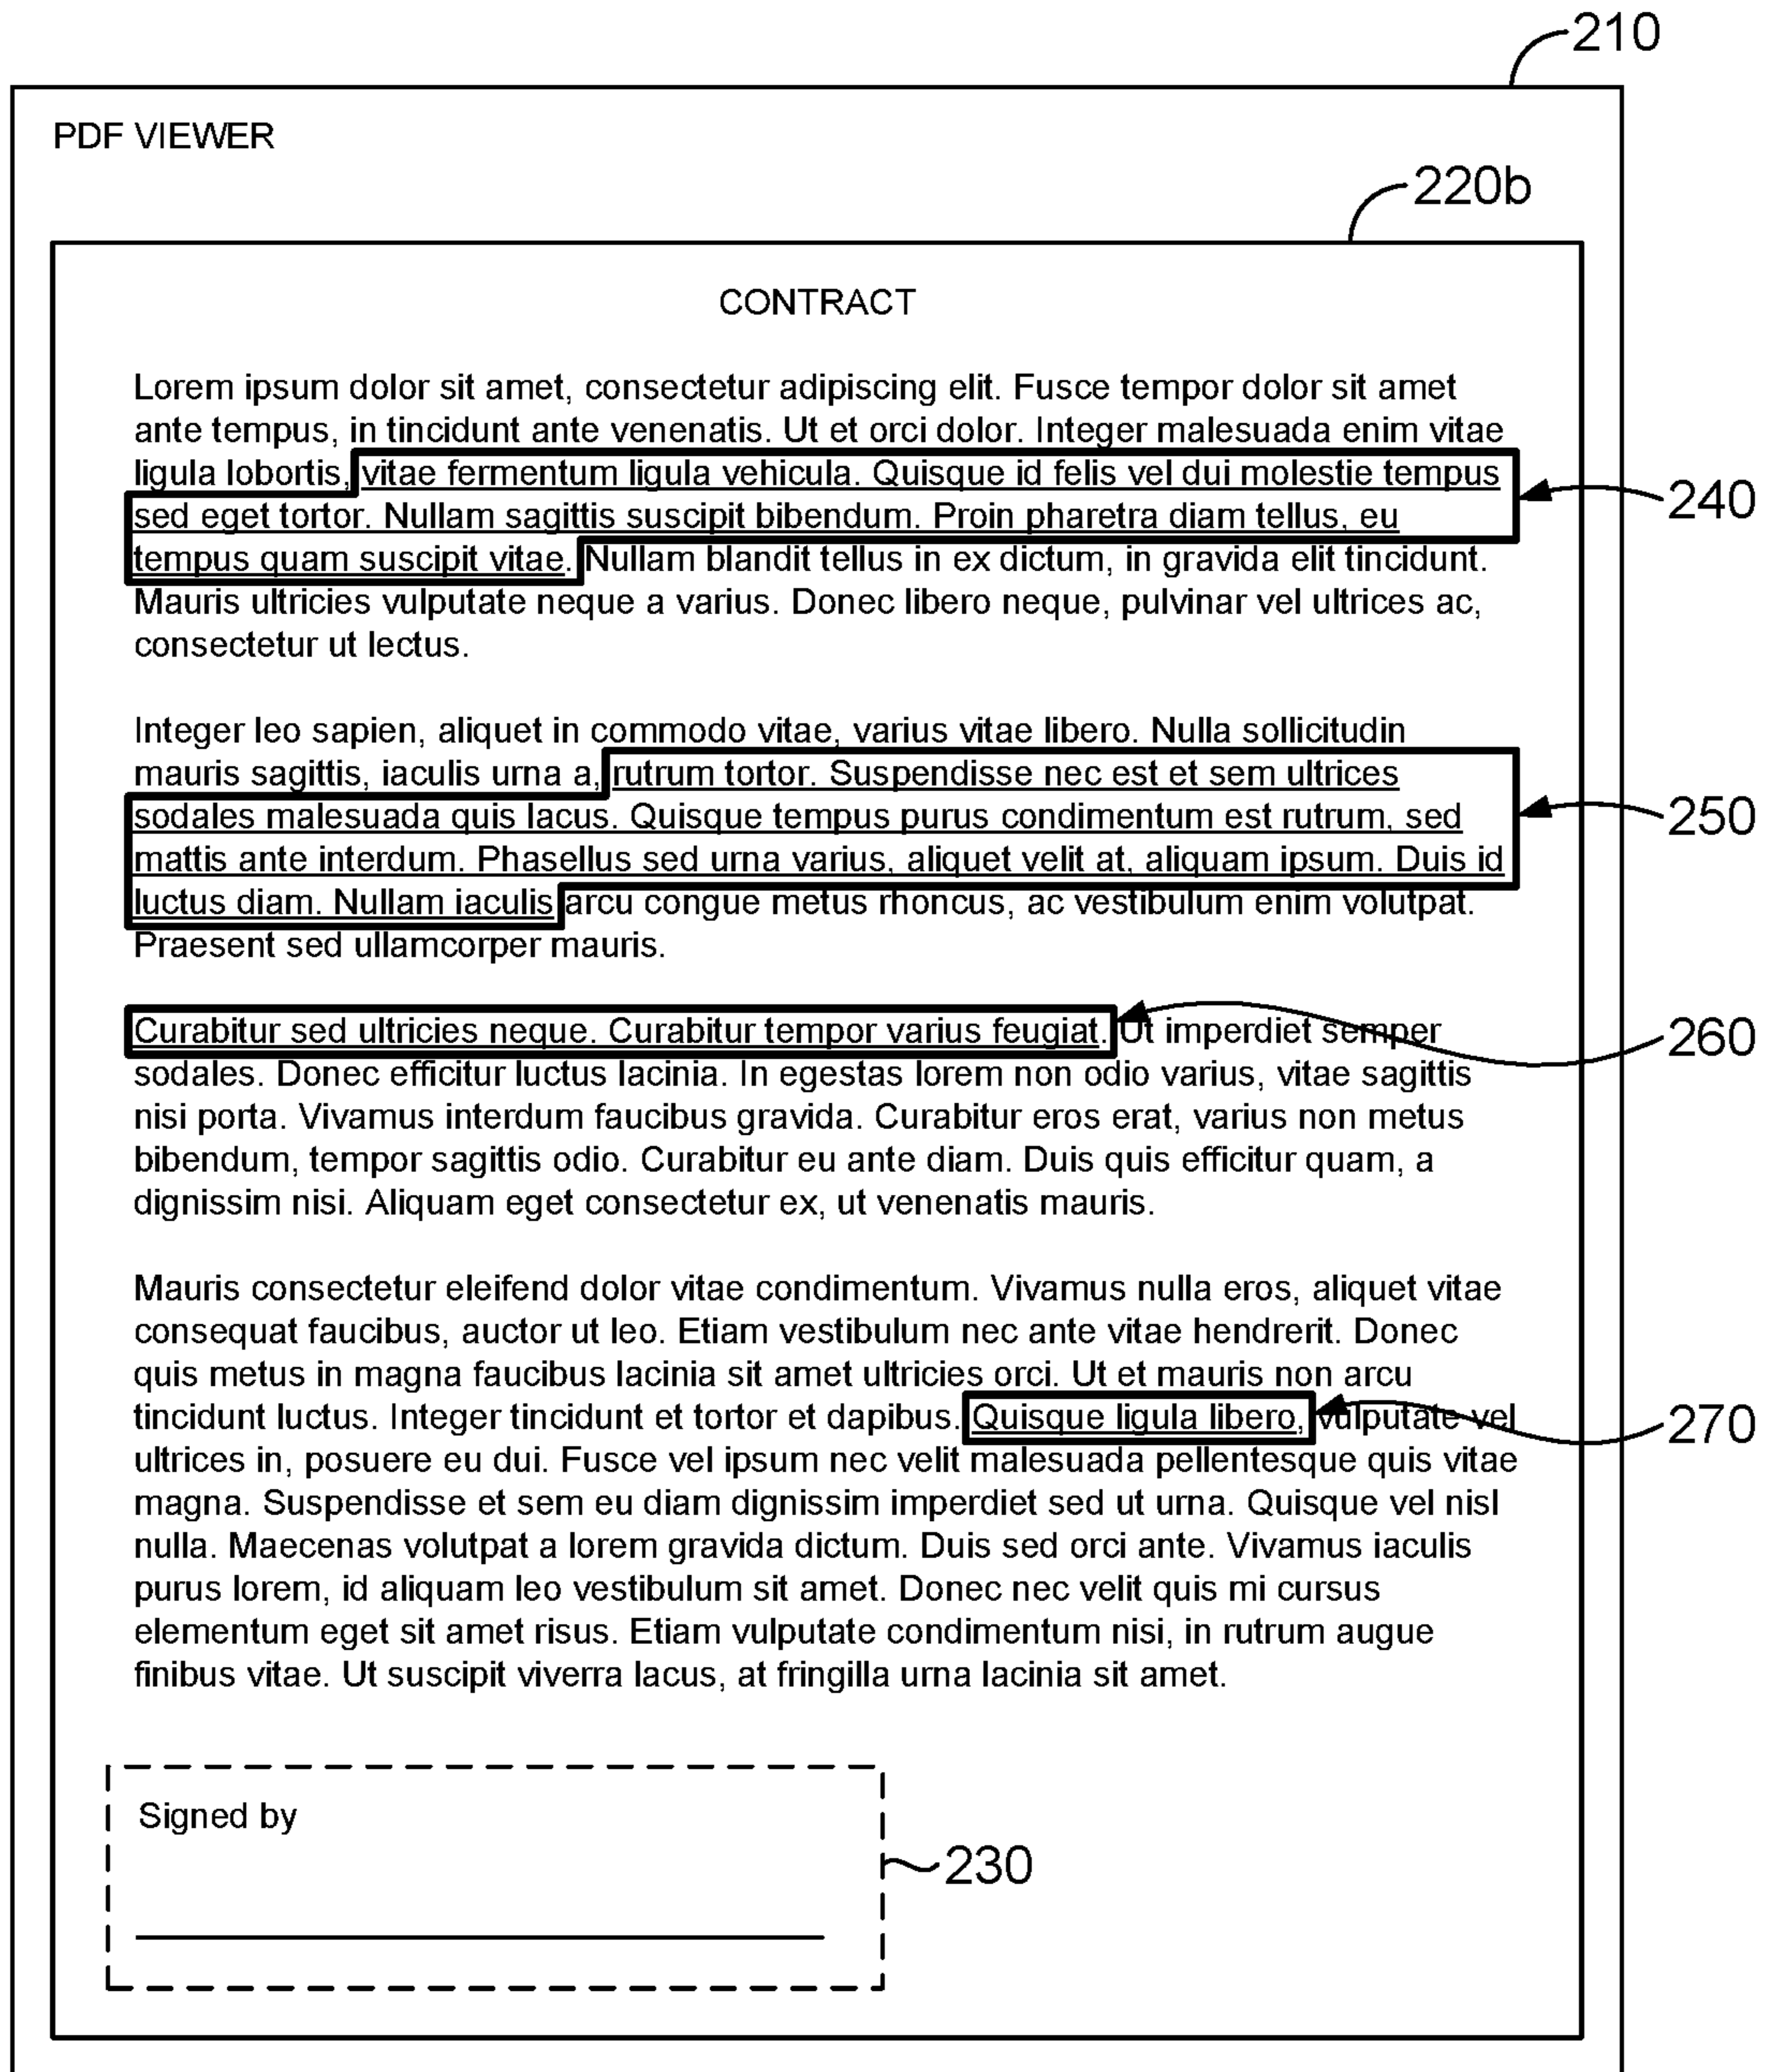 210
PDF VIEWER
220b
CONTRACT
Lorem ipsum dolor sit amet, consectetur adipiscing elit. Fusce tempor dolor sit amet
ante tempus, in tincidunt ante venenatis. Ut et orci dolor. Integer malesuada enim vitae
ligula lobortis, vitae fermentum ligula vehicula. Quisque id felis vel dui molestie tempus
240
sed eget tortor. Nullam sagittis suscipit bibendum. Proin pharetra diam tellus, eu
tempus quam suscipit vitae. Nullam blandit tellus in ex dictum, in gravida elit tincidunt.
Mauris ultricies vulputate neque a varius. Donec libero neque, pulvinar vel ultrices ac,
consectetur ut lectus.
Integer leo sapien, aliquet in commodo vitae, varius vitae libero. Nulla sollicitudin
mauris sagittis, iaculis urna a, rutrum tortor. Suspendisse nec est et sem ultrices
sodales malesuada quis lacus. Quisque tempus purus condimentum est rutrum, sed
250
mattis ante interdum. Phasellus sed urna varius, aliquet velit at, aliquam ipsum. Duis id
luctus diam. Nullam iaculis arcu congue metus rhoncus, ac vestibulum enim volutpat.
Praesent sed ullamcorper mauris.
Curabitur sed ultricies neque. Curabitur tempor varius feugiat. Ut imperdiet semper
260
sodales. Donec efficitur luctus lacinia. In egestas lorem non odio varius, vitae sagittis
nisi porta. Vivamus interdum faucibus gravida. Curabitur eros erat, varius non metus
bibendum, tempor sagittis odio. Curabitur eu ante diam. Duis quis efficitur quam, a
dignissim nisi. Aliquam eget consectetur ex, ut venenatis mauris.
Mauris consectetur eleifend dolor vitae condimentum. Vivamus nulla eros, aliquet vitae
consequat faucibus, auctor ut leo. Etiam vestibulum nec ante vitae hendrerit. Donec
quis metus in magna faucibus lacinia sit amet ultricies orci. Ut et mauris non arcu
tincidunt luctus. Integer tincidunt et tortor et dapibus. Quisque ligula libero, vulputate vel
270
ultrices in, posuere eu dui. Fusce vel ipsum nec velit malesuada pellentesque quis vitae
magna. Suspendisse et sem eu diam dignissim imperdiet sed ut urna. Quisque vel nisl
nulla. Maecenas volutpat a lorem gravida dictum. Duis sed orci ante. Vivamus iaculis
purus lorem, id aliquam leo vestibulum sit amet. Donec nec velit quis mi cursus
elementum eget sit amet risus. Etiam vulputate condimentum nisi, in rutrum augue
finibus vitae. Ut suscipit viverra lacus, at fringilla urna lacinia sit amet.
Signed by
230